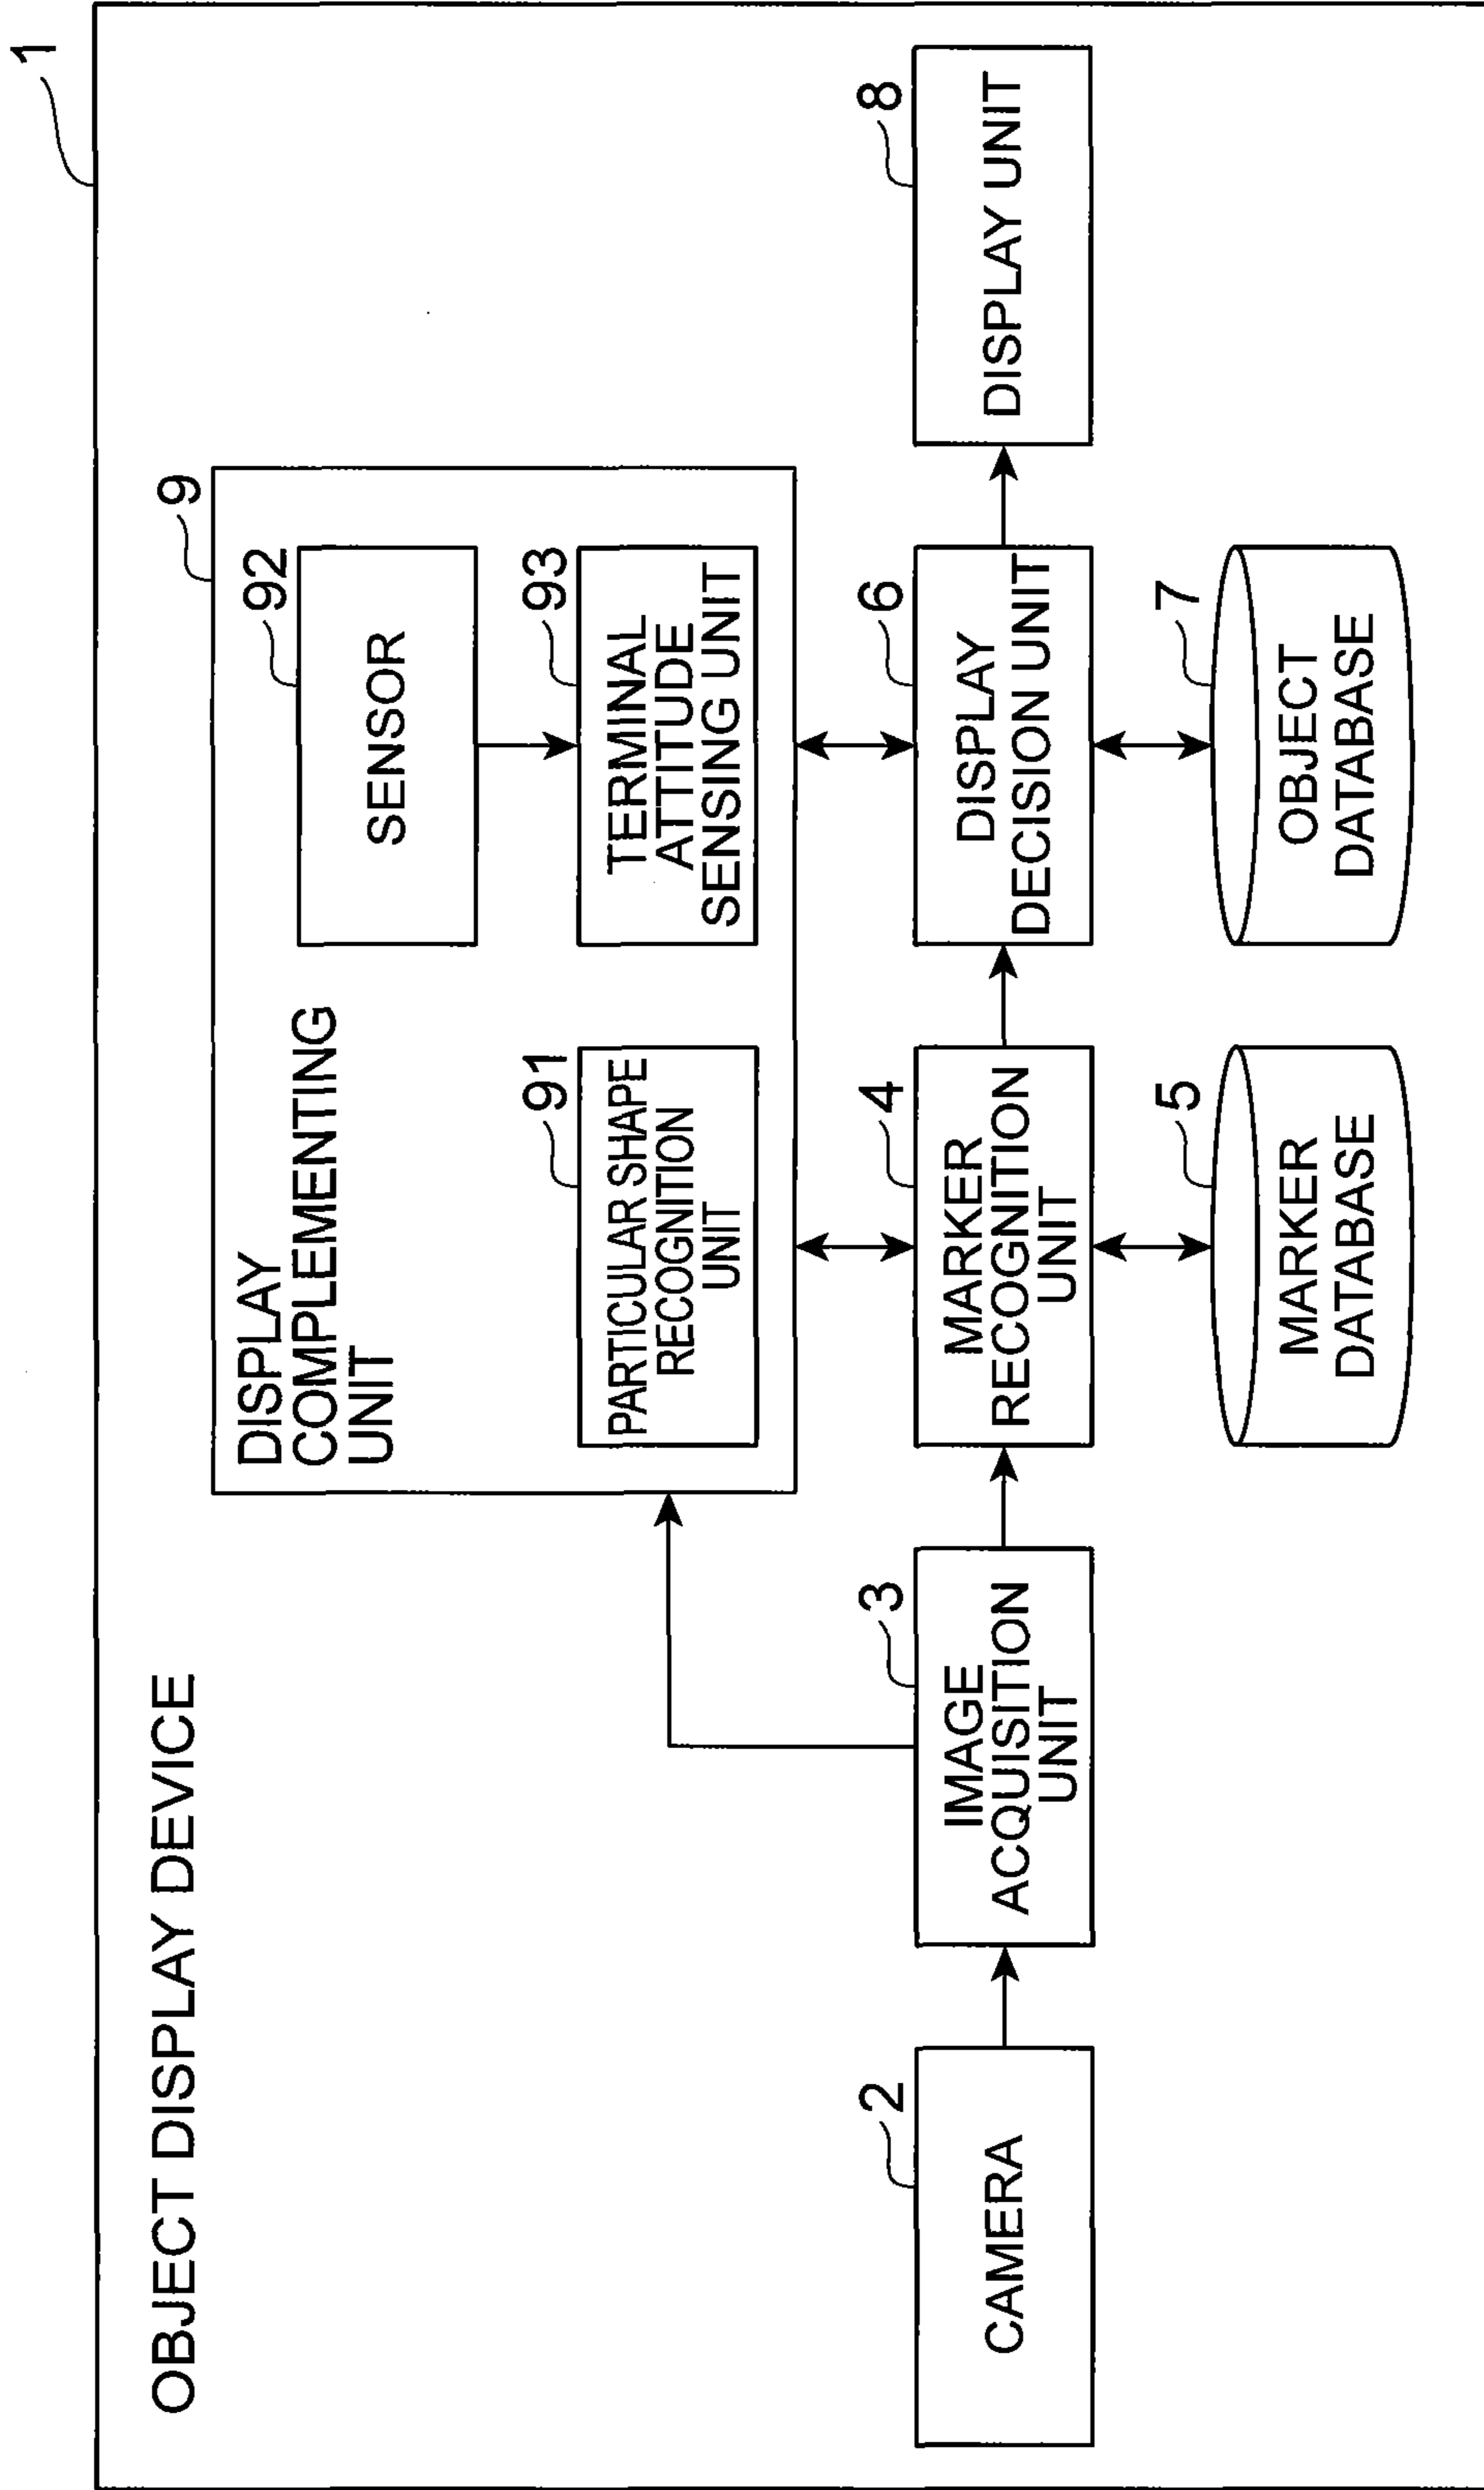 1
OBJECT DISPLAY DEVICE
9
DISPLAY
COMPLEMENTING
UNIT
92
SENSOR
91
PARTICULAR SHAPE
RECOGNITION
UNIT
93
TERMINAL
ATTITUDE
SENSING UNIT
2
CAMERA
3
IMAGE
ACQUISITION
UNIT
4
MARKER
RECOGNITION
UNIT
6
DISPLAY
DECISION UNIT
8
DISPLAY UNIT
5
MARKER
DATABASE
7
OBJECT
DATABASE